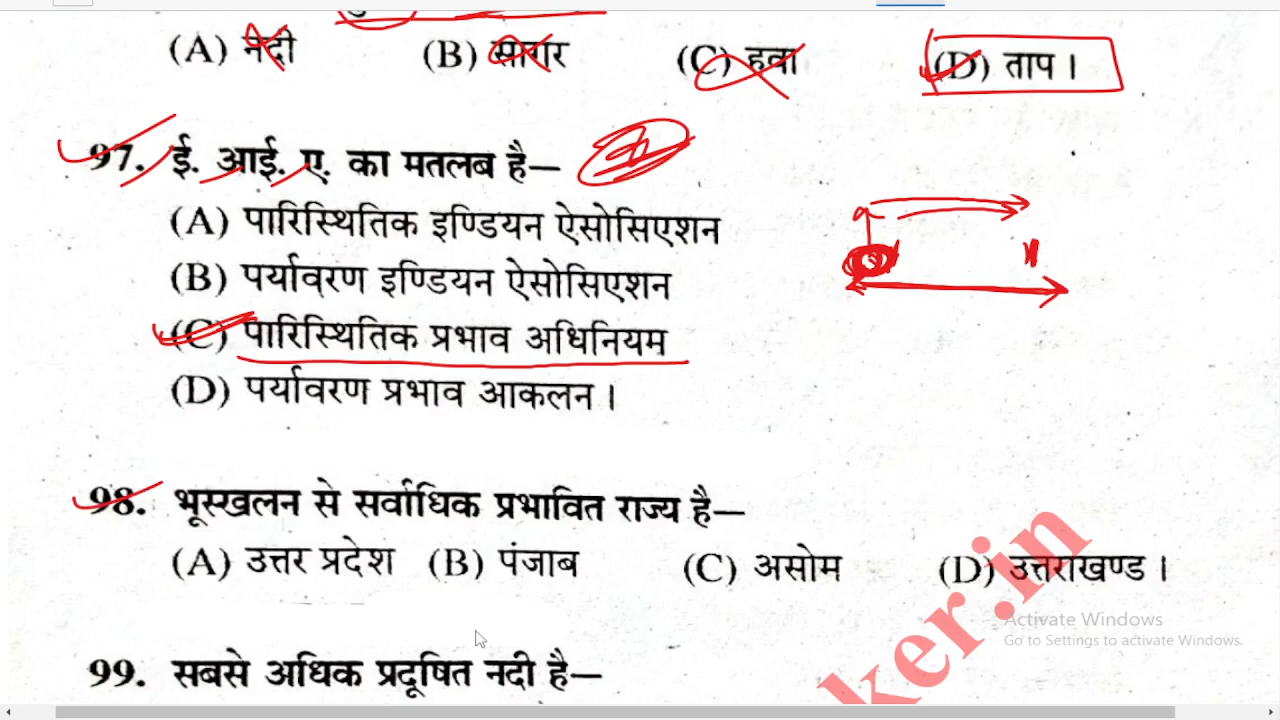 (A) नदी (B) सागर (C) हवा (D) ताप।
97. ई. आई. ए. का मतलब है—
(A) पारिस्थितिक इण्डियन ऐसोसिएशन
(B) पर्यावरण इण्डियन ऐसोसिएशन
(C) पारिस्थितिक प्रभाव अधिनियम
(D) पर्यावरण प्रभाव आकलन।
98. भूस्खलन से सर्वाधिक प्रभावित राज्य है—
(A) उत्तर प्रदेश (B) पंजाब (C) असोम (D) उत्तराखण्ड।
ker.in
Activate Windows
Go to Settings to activate Windows.
99. सबसे अधिक प्रदूषित नदी है—